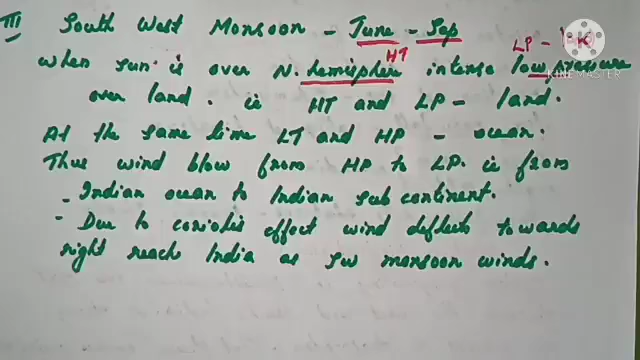 III South West Monsoon - June - Sep
LP -
HT
When sun is over N. hemisphere intense low pressure
over land. ie HT and LP - land.
At the same time LT and HP - ocean.
Thus wind blow from HP to LP. ie from
- Indian ocean to Indian sub continent.
- Due to coriolis effect wind deflects towards
right reach India as SW monsoon winds.
KINEMASTER